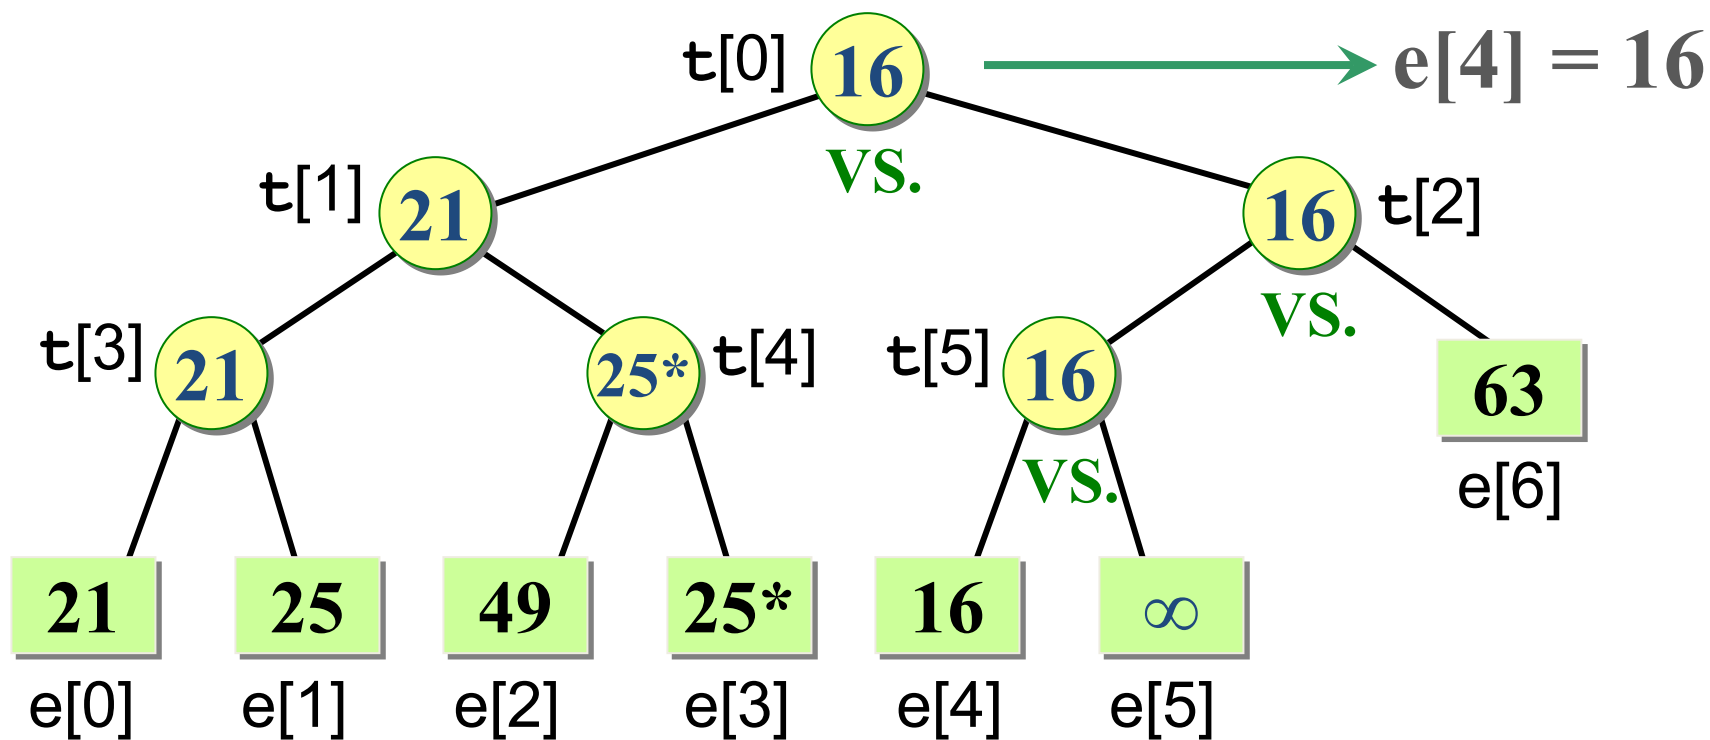 t[0] 16 e[4] = 16
vs.
t[1] 21 16 t[2]
vs.
t[3] 21 25* t[4] t[5] 16 63
vs. e[6]
21 25 49 25* 16 ∞
e[0] e[1] e[2] e[3] e[4] e[5]